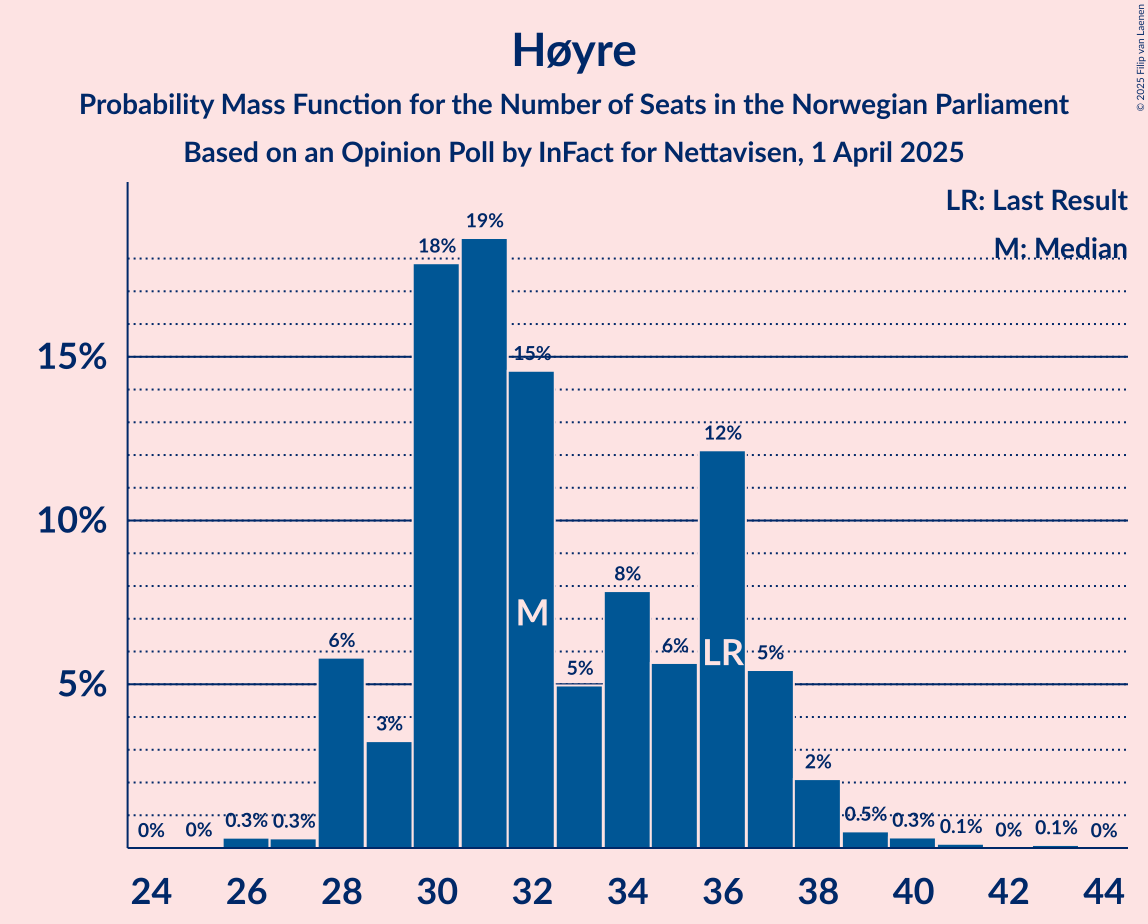 Høyre
Probability Mass Function for the Number of Seats in the Norwegian Parliament
Based on an Opinion Poll by InFact for Nettavisen, 1 April 2025
© 2025 Filip van Laenen
LR: Last Result
M: Median
15%
10%
5%
0%
0%
0.3%
0.3%
6%
3%
18%
19%
15%
5%
8%
6%
12%
5%
2%
0.5%
0.3%
0.1%
0%
0.1%
0%
M
LR
24 26 28 30 32 34 36 38 40 42 44